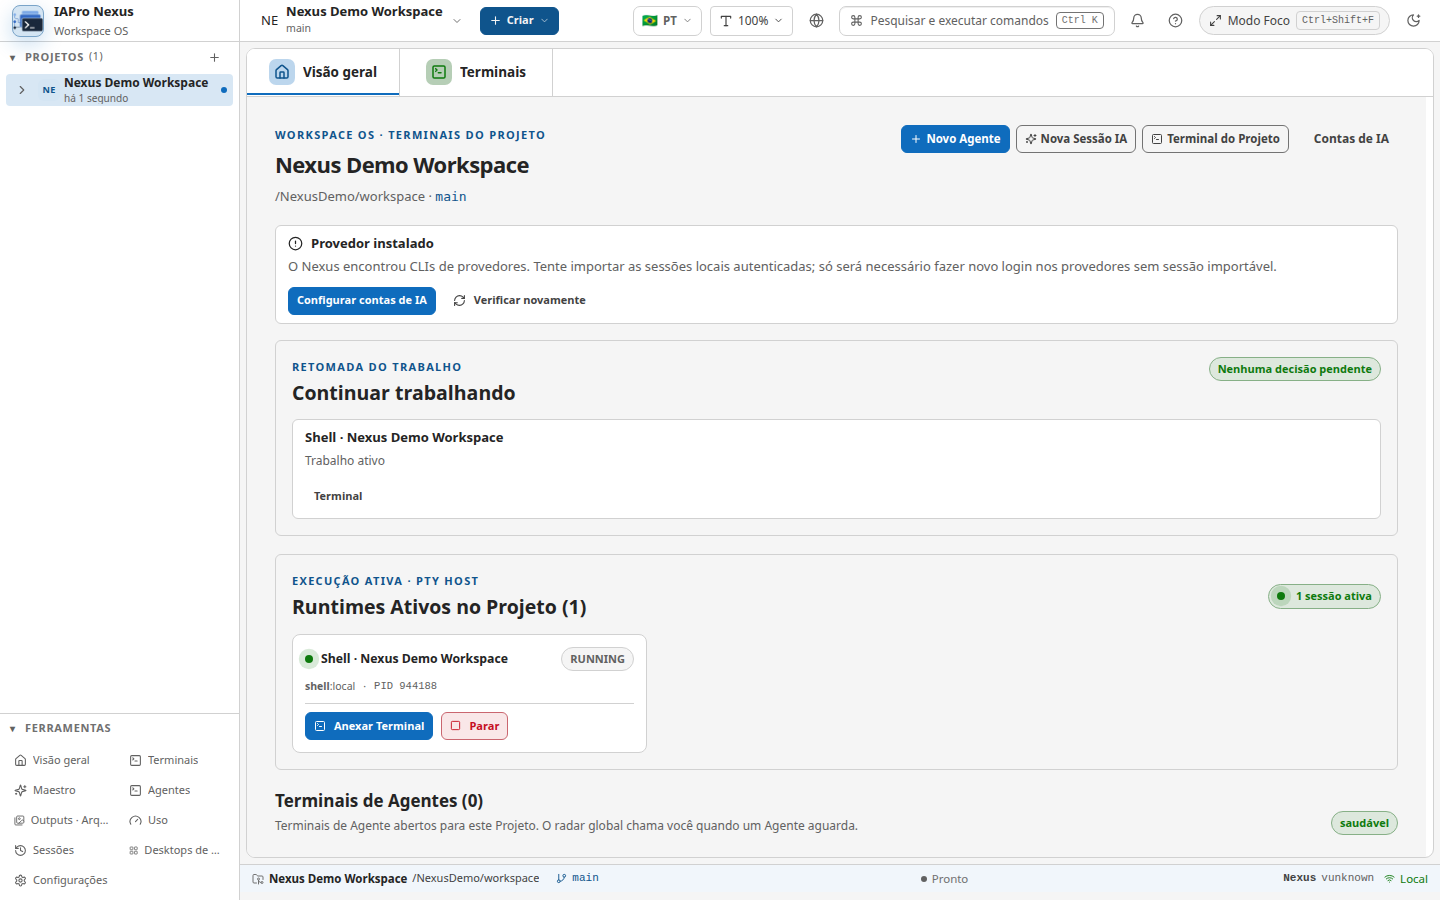 IAPro Nexus
Workspace OS
PROJETOS (1)
NE
Nexus Demo Workspace
há 1 segundo
NE
Nexus Demo Workspace
main
Criar
PT
100%
Pesquisar e executar comandos
Ctrl K
Modo Foco
Ctrl+Shift+F
Visão geral
Terminais
WORKSPACE OS · TERMINAIS DO PROJETO
Nexus Demo Workspace
/NexusDemo/workspace · main
Novo Agente
Nova Sessão IA
Terminal do Projeto
Contas de IA
Provedor instalado
O Nexus encontrou CLIs de provedores. Tente importar as sessões locais autenticadas; só será necessário fazer novo login nos provedores sem sessão importável.
Configurar contas de IA
Verificar novamente
RETOMADA DO TRABALHO
Continuar trabalhando
Nenhuma decisão pendente
Shell · Nexus Demo Workspace
Trabalho ativo
Terminal
EXECUÇÃO ATIVA · PTY HOST
Runtimes Ativos no Projeto (1)
1 sessão ativa
Shell · Nexus Demo Workspace
RUNNING
shell:local · PID 944188
Anexar Terminal
Parar
Terminais de Agentes (0)
Terminais de Agente abertos para este Projeto. O radar global chama você quando um Agente aguarda.
saudável
FERRAMENTAS
Visão geral
Terminais
Maestro
Agentes
Outputs · Arq...
Uso
Sessões
Desktops de ...
Configurações
Nexus Demo Workspace /NexusDemo/workspace
main
Pronto
Nexus vunknown
Local